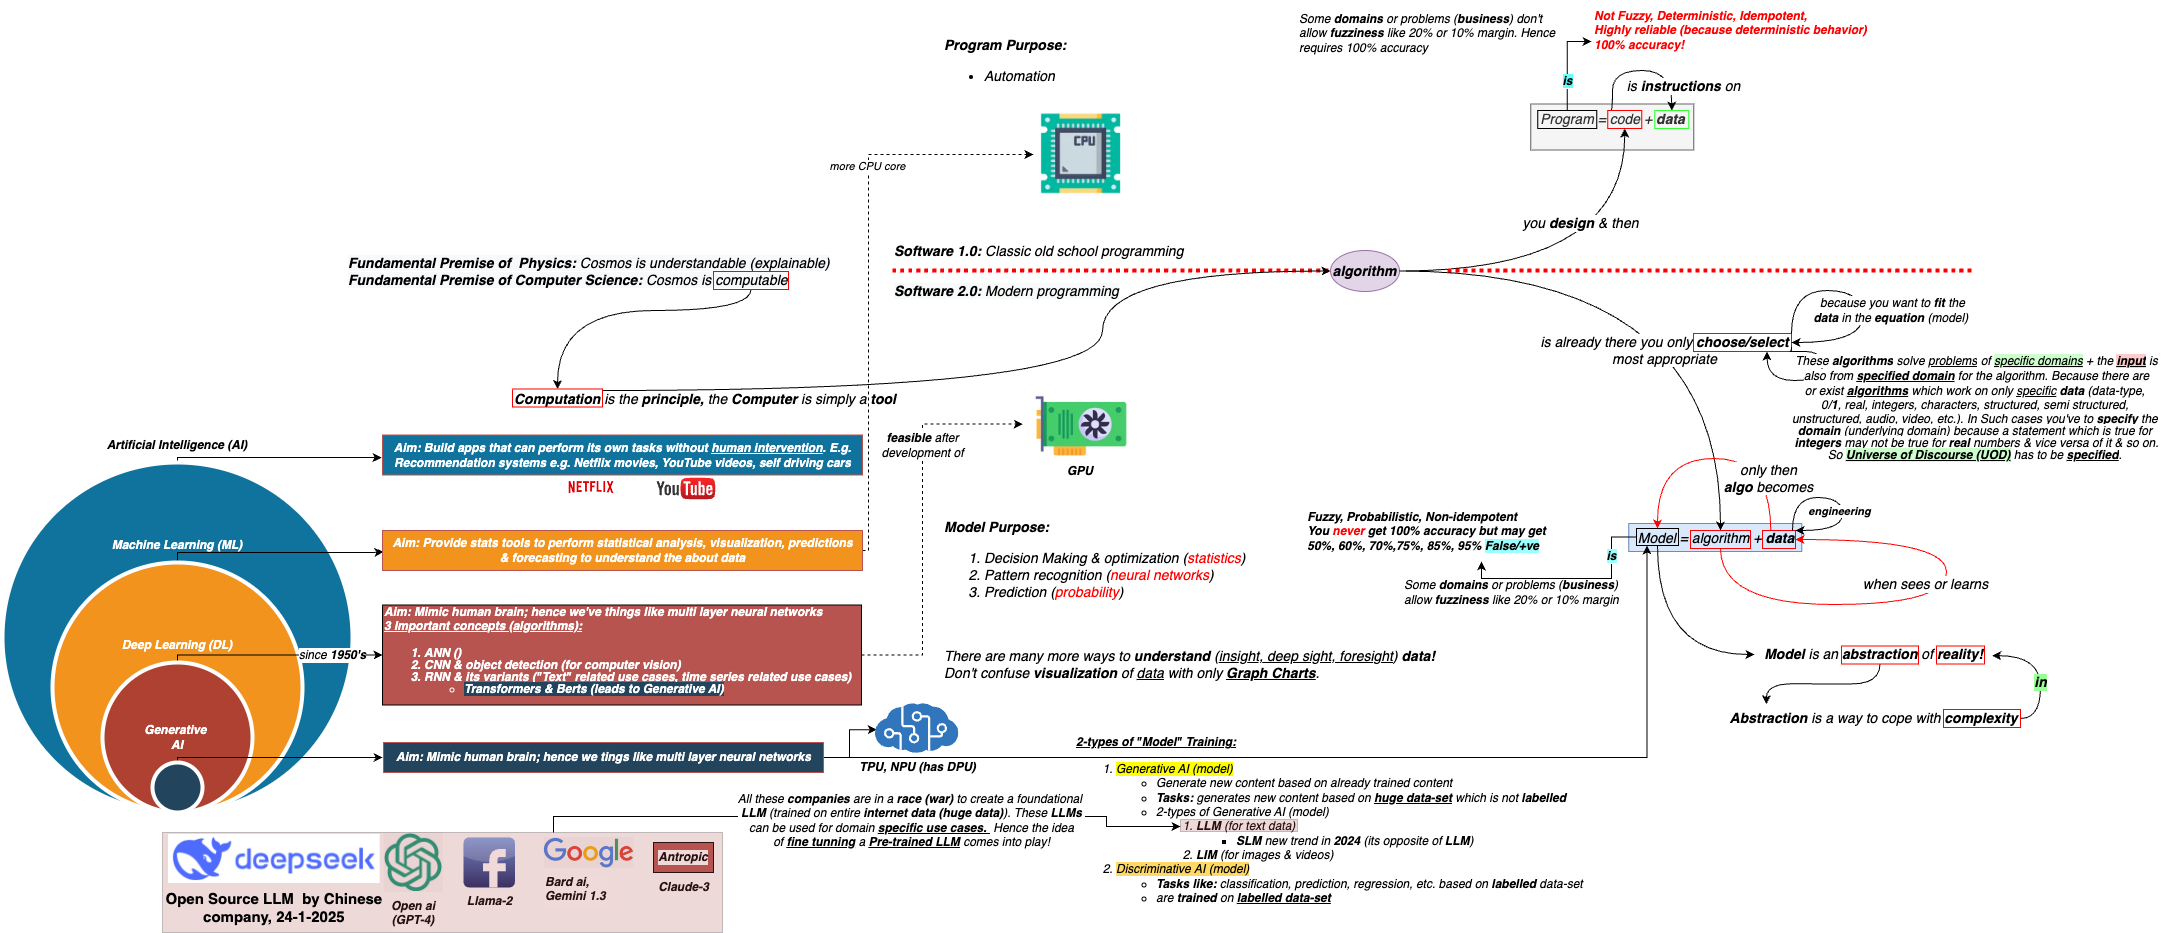 Some domains or problems (business) don't
allow fuzziness like 20% or 10% margin. Hence
requires 100% accuracy
Not Fuzzy, Deterministic, Idempotent,
Highly reliable (because deterministic behavior)
100% accuracy!
Program Purpose:
• Automation
is
is instructions on
Program = code + data
CPU
more CPU core
you design & then
Software 1.0: Classic old school programming
algorithm
Software 2.0: Modern programming
Fundamental Premise of Physics: Cosmos is understandable (explainable)
Fundamental Premise of Computer Science: Cosmos is computable
because you want to fit the
data in the equation (model)
is already there you only choose/select
most appropriate
These algorithms solve problems of specific domains + the input is
also from specified domain for the algorithm. Because there are
or exist algorithms which work on only specific data (data-type,
0/1, real, integers, characters, structured, semi structured,
unstructured, audio, video, etc.). In Such cases you've to specify the
domain (underlying domain) because a statement which is true for
integers may not be true for real numbers & vice versa of it & so on.
So Universe of Discourse (UOD) has to be specified.
Computation is the principle, the Computer is simply a tool
Artificial Intelligence (AI)
Aim: Build apps that can perform its own tasks without human intervention. E.g.
Recommendation systems e.g. Netflix movies, YouTube videos, self driving cars
NETFLIX
YouTube
feasible after
development of
GPU
only then
algo becomes
engineering
Model = algorithm + data
Fuzzy, Probabilistic, Non-idempotent
You never get 100% accuracy but may get
50%, 60%, 70%,75%, 85%, 95% False/+ve
is
Some domains or problems (business)
allow fuzziness like 20% or 10% margin
when sees or learns
Machine Learning (ML)
Aim: Provide stats tools to perform statistical analysis, visualization, predictions
& forecasting to understand the about data
Model Purpose:
1. Decision Making & optimization (statistics)
2. Pattern recognition (neural networks)
3. Prediction (probability)
Deep Learning (DL)
since 1950's
Aim: Mimic human brain; hence we've things like multi layer neural networks
3 Important concepts (algorithms):
1. ANN ()
2. CNN & object detection (for computer vision)
3. RNN & its variants ("Text" related use cases, time series related use cases)
Transformers & Berts (leads to Generative AI)
There are many more ways to understand (insight, deep sight, foresight) data!
Don't confuse visualization of data with only Graph Charts.
Model is an abstraction of reality!
in
Abstraction is a way to cope with complexity
Generative
AI
Aim: Mimic human brain; hence we tings like multi layer neural networks
TPU, NPU (has DPU)
2-types of "Model" Training:
1. Generative AI (model)
Generate new content based on already trained content
Tasks: generates new content based on huge data-set which is not labelled
2-types of Generative AI (model)
1. LLM (for text data)
SLM new trend in 2024 (its opposite of LLM)
2. LIM (for images & videos)
2. Discriminative AI (model)
Tasks like: classification, prediction, regression, etc. based on labelled data-set
are trained on labelled data-set
All these companies are in a race (war) to create a foundational
LLM (trained on entire internet data (huge data)). These LLMs
can be used for domain specific use cases. Hence the idea
of fine tunning a Pre-trained LLM comes into play!
deepseek
Open Source LLM by Chinese
company, 24-1-2025
Open ai
(GPT-4)
f
Llama-2
Google
Bard ai,
Gemini 1.3
Antropic
Claude-3